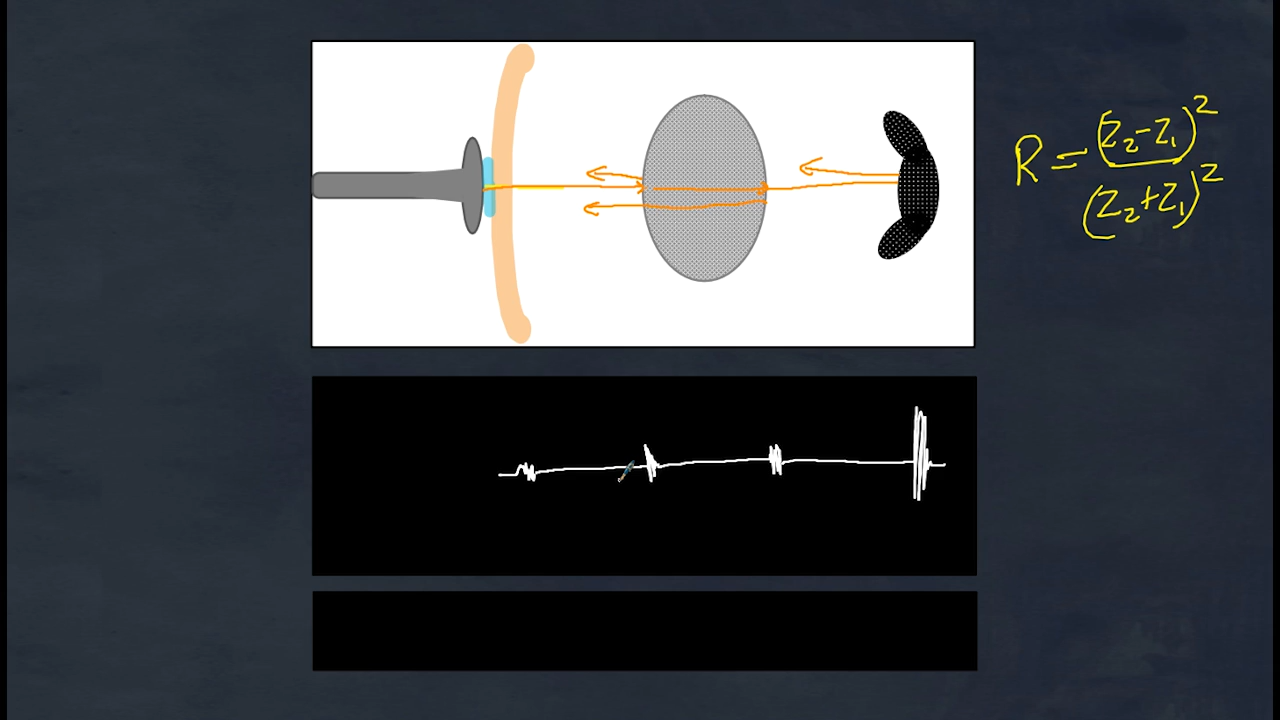 R = (Z₂-Z₁)²
(Z₂+Z₁)²